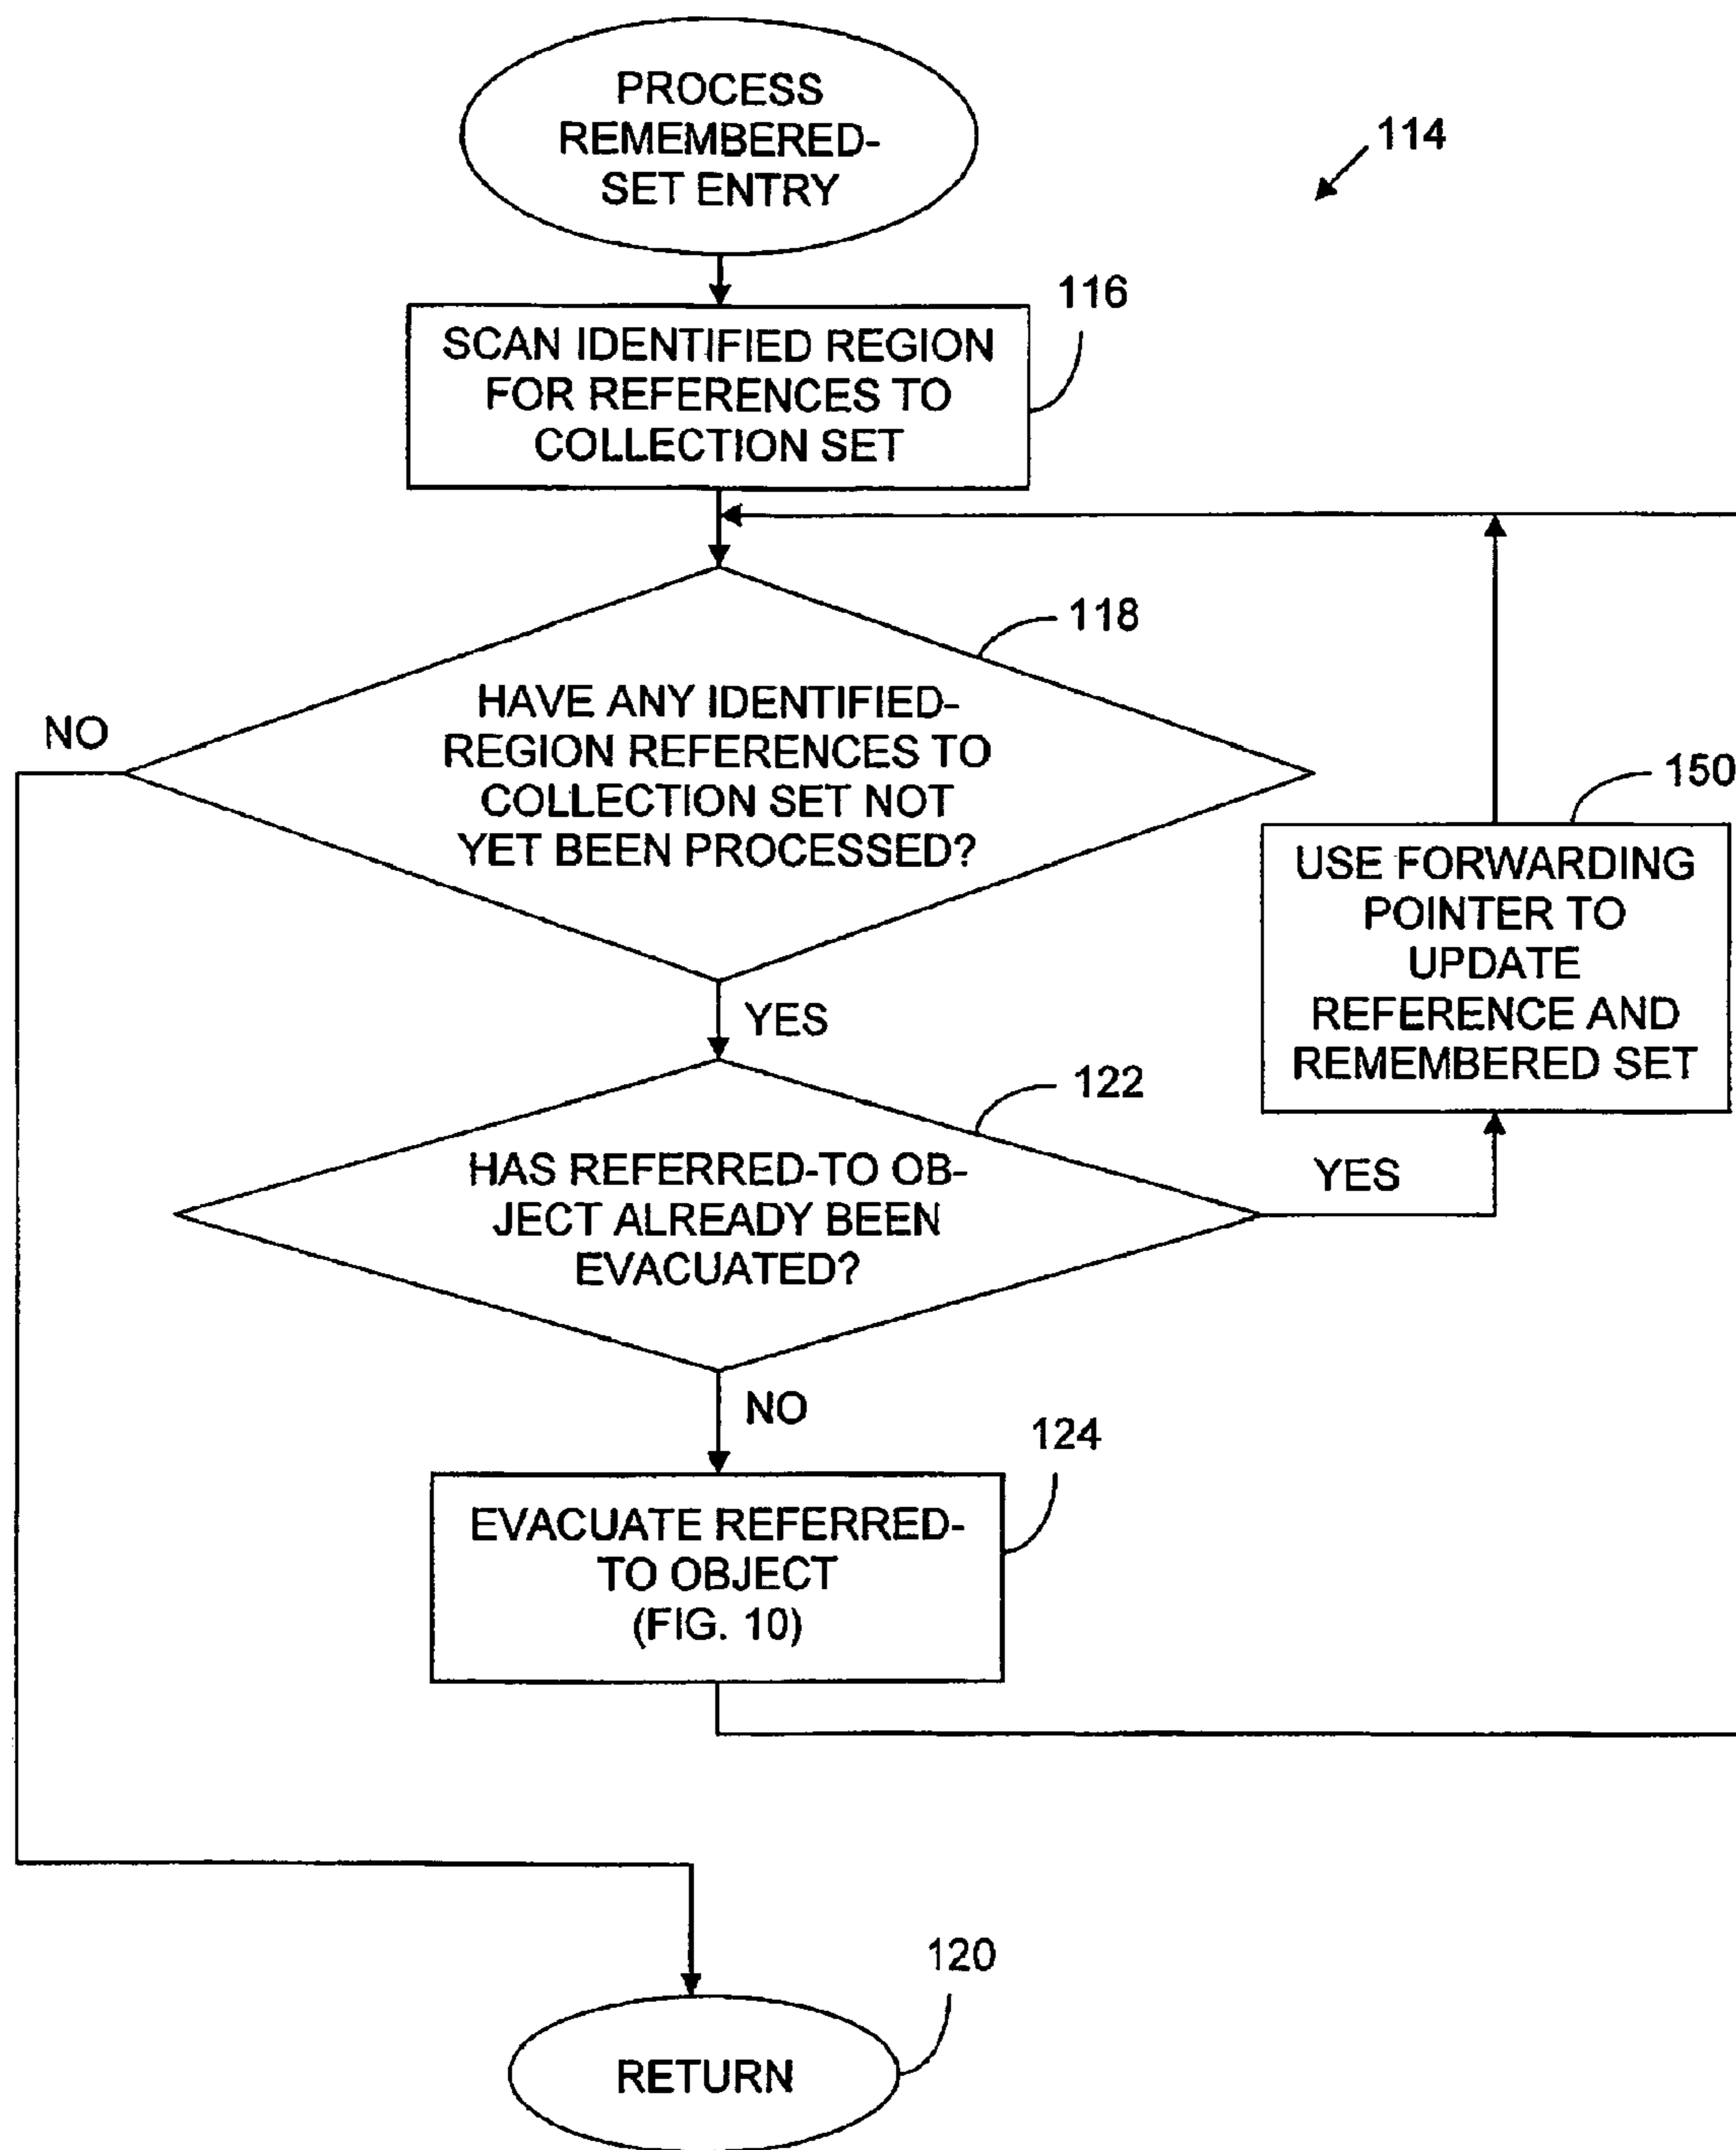 PROCESS
REMEMBERED-
SET ENTRY
114
116
SCAN IDENTIFIED REGION
FOR REFERENCES TO
COLLECTION SET
118
HAVE ANY IDENTIFIED-
REGION REFERENCES TO
COLLECTION SET NOT
YET BEEN PROCESSED?
NO
150
USE FORWARDING
POINTER TO
UPDATE
REFERENCE AND
REMEMBERED SET
YES
122
HAS REFERRED-TO OB-
JECT ALREADY BEEN
EVACUATED?
YES
NO
124
EVACUATE REFERRED-
TO OBJECT
(FIG. 10)
120
RETURN